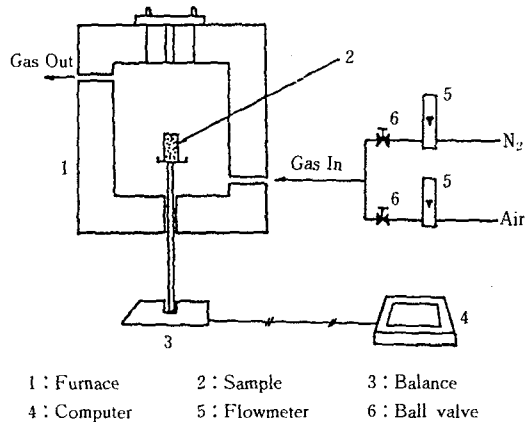 Gas Out
2
5
6
N₂
1
Gas In
5
6
Air
4
3
1 : Furnace 2 : Sample 3 : Balance
4 : Computer 5 : Flowmeter 6 : Ball valve